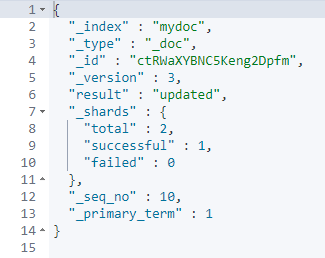 1 {
2 "_index" : "mydoc",
3 "_type" : "_doc",
4 "_id" : "ctRWaXYBNC5Keng2Dpfm",
5 "_version" : 3,
6 "result" : "updated",
7 "_shards" : {
8 "total" : 2,
9 "successful" : 1,
10 "failed" : 0
11 },
12 "_seq_no" : 10,
13 "_primary_term" : 1
14 }
15